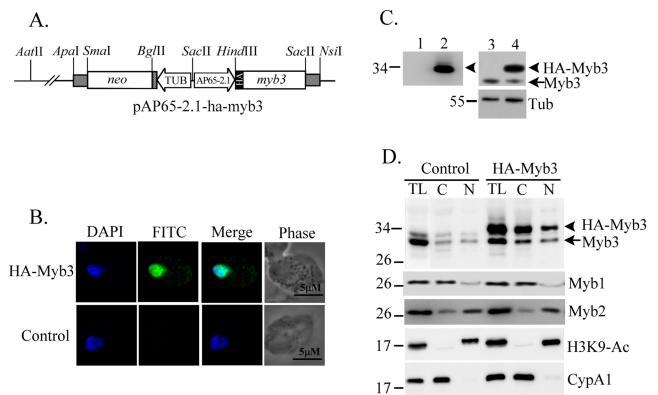 A.
AatII ApaI SmaI BglII SacII HindIII SacII NsiI
neo TUB AP65-2.1 HA myb3
pAP65-2.1-ha-myb3
B.
DAPI FITC Merge Phase
HA-Myb3
5μM
Control
5μM
C.
1 2 3 4
34 HA-Myb3
Myb3
55 Tub
D.
Control HA-Myb3
TL C N TL C N
34 HA-Myb3
Myb3
26
26 Myb1
26 Myb2
17 H3K9-Ac
17 CypA1